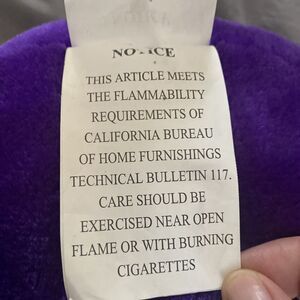 NOTICE
THIS ARTICLE MEETS
THE FLAMMABILITY
REQUIREMENTS OF
CALIFORNIA BUREAU
OF HOME FURNISHINGS
TECHNICAL BULLETIN 117.
CARE SHOULD BE
EXERCISED NEAR OPEN
FLAME OR WITH BURNING
CIGARETTES